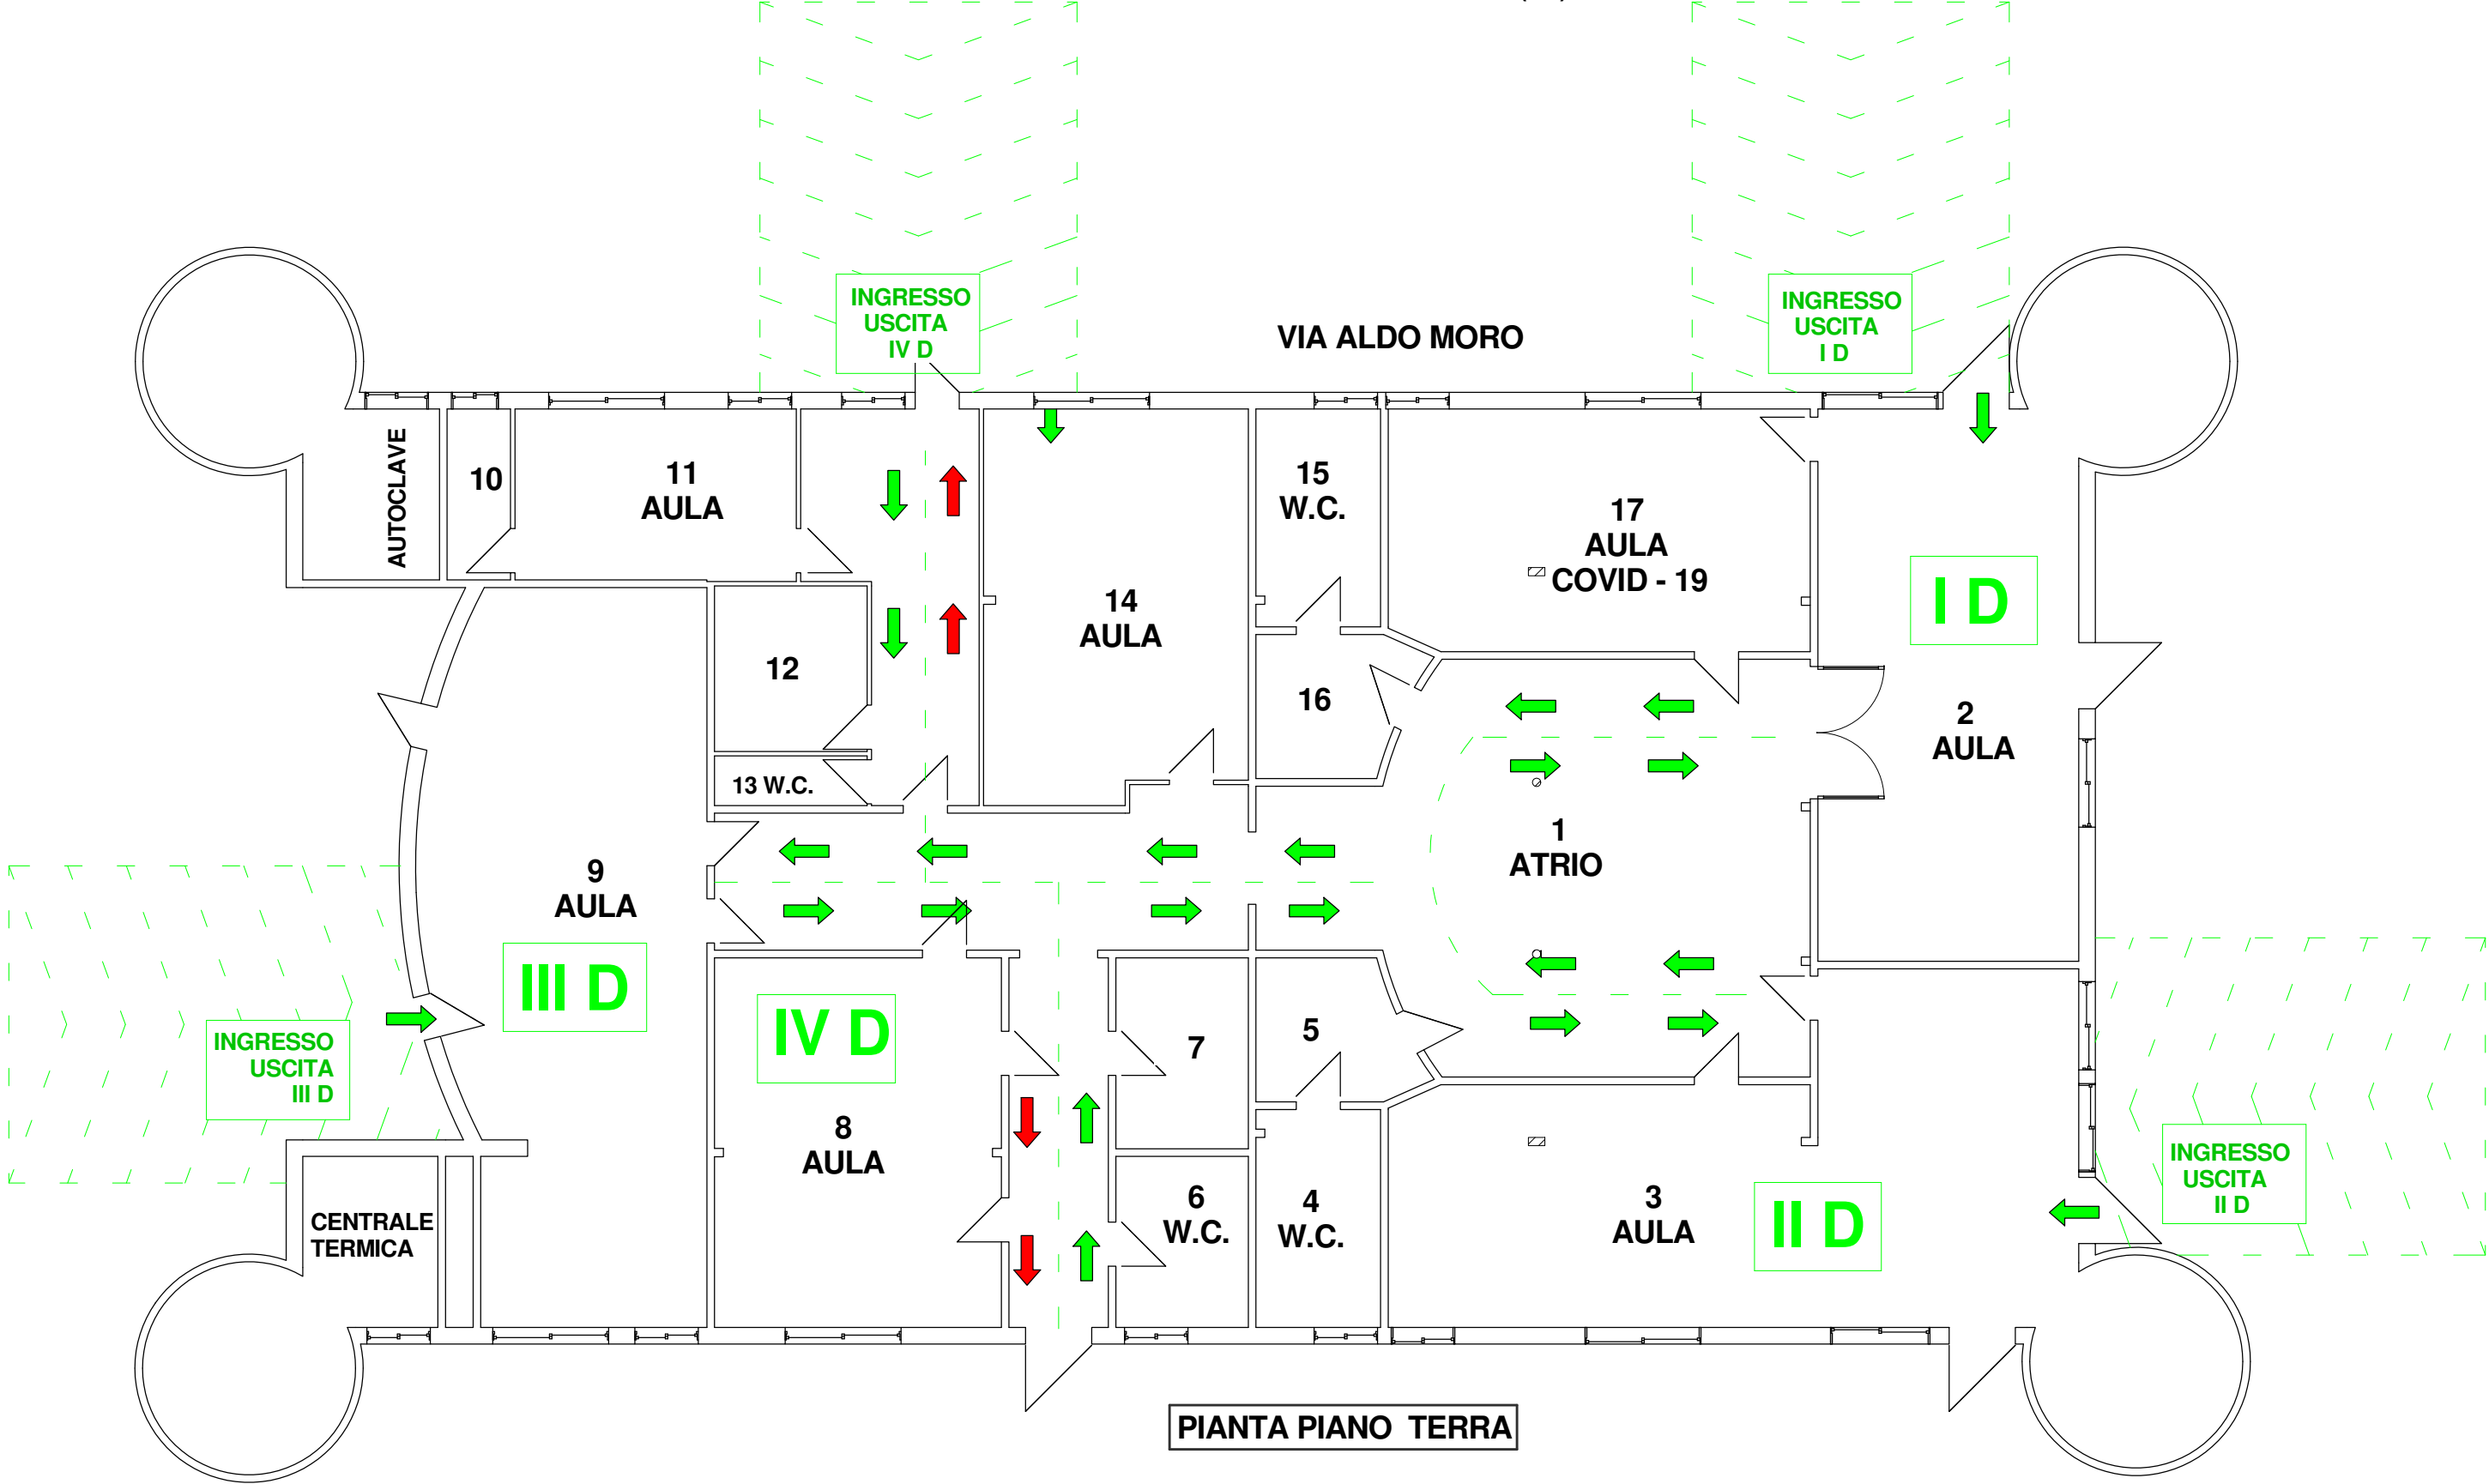 INGRESSO
USCITA
IV D
VIA ALDO MORO
INGRESSO
USCITA
I D
AUTOCLAVE
10
11
AULA
15
W.C.
17
AULA
COVID - 19
14
AULA
I D
12
16
2
AULA
13 W.C.
1
ATRIO
9
AULA
III D
IV D
5
7
INGRESSO
USCITA
III D
8
AULA
INGRESSO
USCITA
II D
6
W.C.
4
W.C.
3
AULA
II D
CENTRALE
TERMICA
PIANTA PIANO TERRA